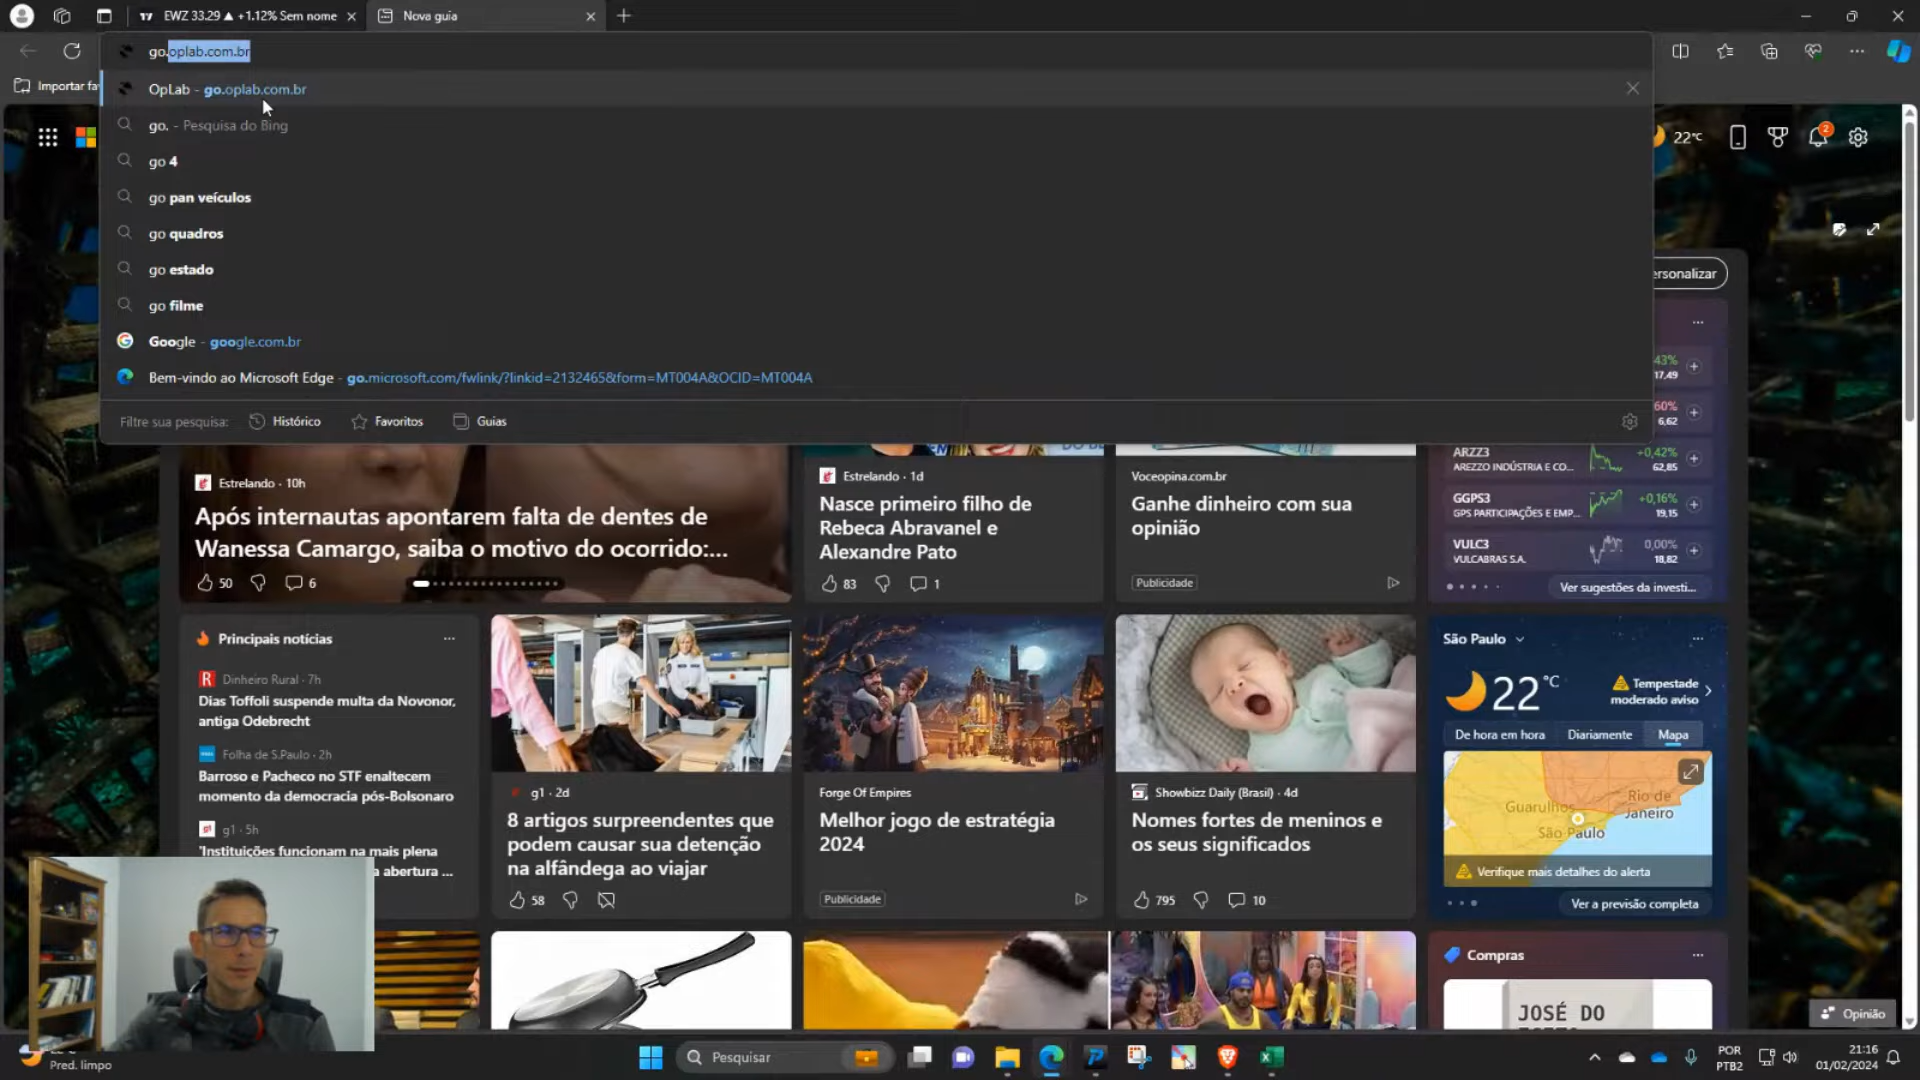 EWZ 33.29 ▲ +1.12% Sem nome
Nova guia
go.oplab.com.br
Importar fa
OpLab - go.oplab.com.br
go. - Pesquisa do Bing
go 4
go pan veículos
go quadros
go estado
go filme
Google - google.com.br
Bem-vindo ao Microsoft Edge - go.microsoft.com/fwlink/?linkid=2132465&form=MT004A&OCID=MT004A
Filtre sua pesquisa:
Histórico
Favoritos
Guias
22°C
2
ersonalizar
43%
17,49
60%
6,62
ARZZ3
AREZZO INDÚSTRIA E CO...
+0,42%
62,85
GGPS3
GPS PARTICIPAÇÕES E EMP...
+0,16%
19,15
VULC3
VULCABRAS S.A.
0,00%
18,82
Ver sugestões da investi...
Estrelando · 10h
Após internautas apontarem falta de dentes de
Wanessa Camargo, saiba o motivo do ocorrido:...
50
6
Estrelando · 1d
Nasce primeiro filho de
Rebeca Abravanel e
Alexandre Pato
83
1
Voceopina.com.br
Ganhe dinheiro com sua
opinião
Publicidade
Principais notícias
Dinheiro Rural · 7h
Dias Toffoli suspende multa da Novonor,
antiga Odebrecht
Folha de S.Paulo · 2h
Barroso e Pacheco no STF enaltecem
momento da democracia pós-Bolsonaro
g1 · 5h
'Instituições funcionam na mais plena
a abertura ...
g1 · 2d
8 artigos surpreendentes que
podem causar sua detenção
na alfândega ao viajar
58
Forge Of Empires
Melhor jogo de estratégia
2024
Publicidade
Showbizz Daily (Brasil) · 4d
Nomes fortes de meninos e
os seus significados
795
10
São Paulo
22 °C
Tempestade
moderado aviso
De hora em hora
Diariamente
Mapa
Guarulhos
Rio de
Janeiro
São Paulo
Verifique mais detalhes do alerta
Ver a previsão completa
Compras
JOSÉ DO
Opinião
22°C
Pred. limpo
Pesquisar
POR
PTB2
21:16
01/02/2024